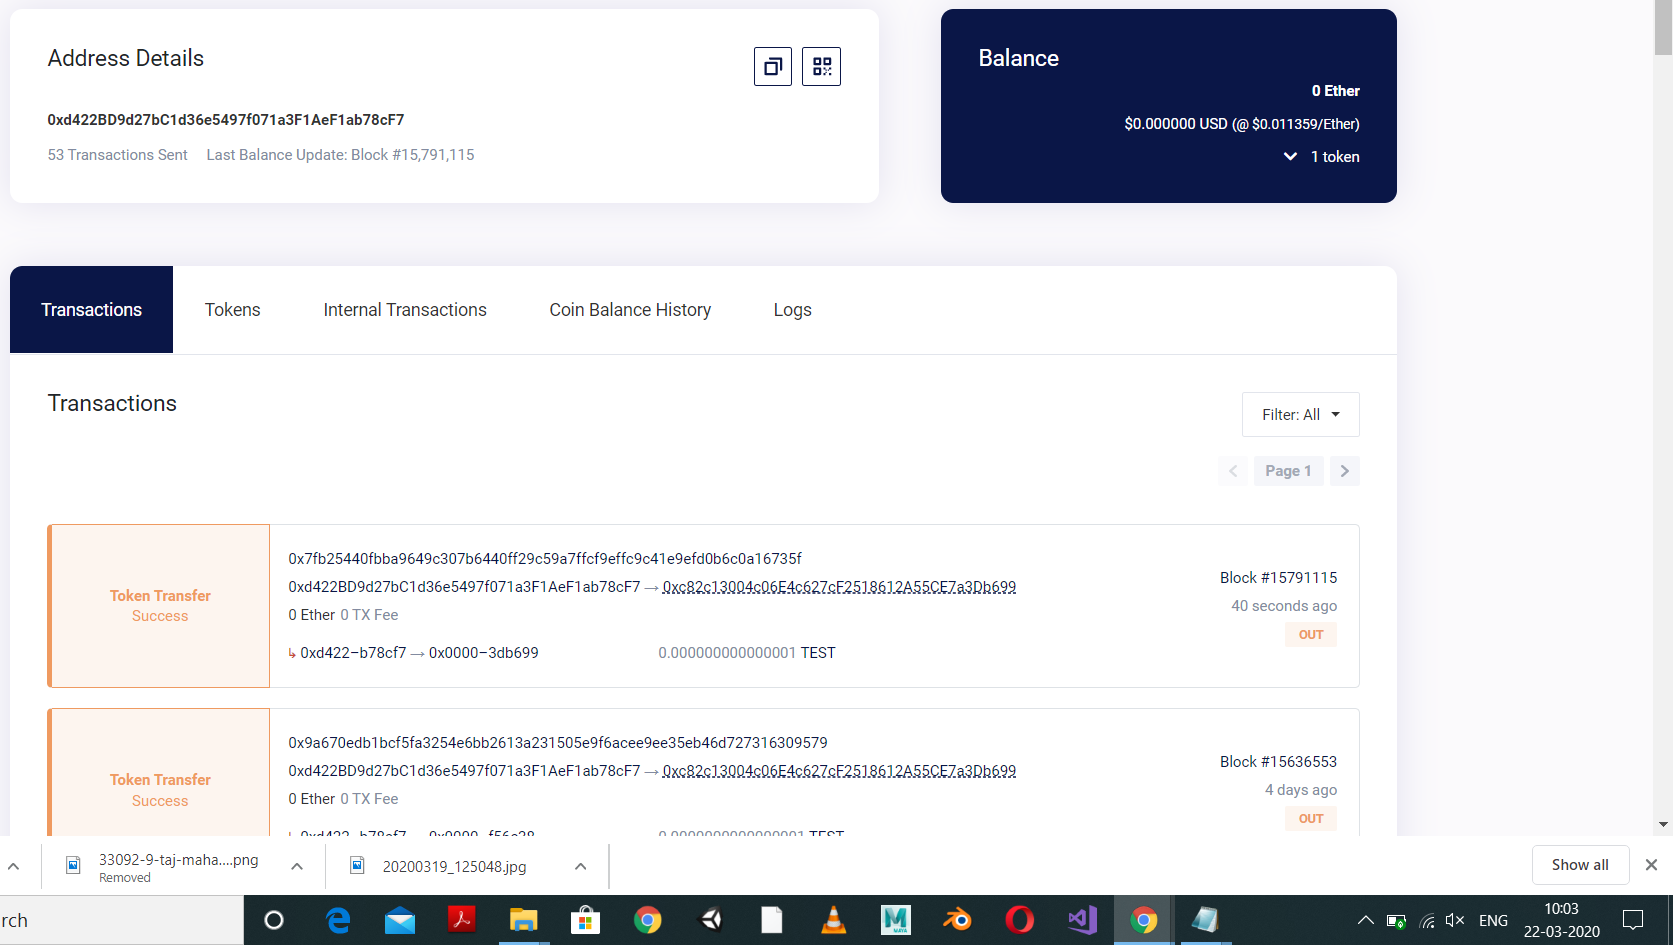 Address Details
0xd422BD9d27bC1d36e5497f071a3F1AeF1ab78cF7
53 Transactions Sent Last Balance Update: Block #15,791,115
Balance
0 Ether
$0.000000 USD (@ $0.011359/Ether)
1 token
Transactions Tokens Internal Transactions Coin Balance History Logs
Transactions
Filter: All
Page 1
Token Transfer
Success
0x7fb25440fbba9649c307b6440ff29c59a7ffcf9effc9c41e9efd0b6c0a16735f
0xd422BD9d27bC1d36e5497f071a3F1AeF1ab78cF7 → 0xc82c13004c06E4c627cF2518612A55CE7a3Db699
0 Ether 0 TX Fee
↳ 0xd422–b78cf7 → 0x0000–3db699 0.000000000000001 TEST
Block #15791115
40 seconds ago
OUT
Token Transfer
Success
0x9a670edb1bcf5fa3254e6bb2613a231505e9f6acee9ee35eb46d727316309579
0xd422BD9d27bC1d36e5497f071a3F1AeF1ab78cF7 → 0xc82c13004c06E4c627cF2518612A55CE7a3Db699
0 Ether 0 TX Fee
Block #15636553
4 days ago
OUT
33092-9-taj-maha....png
Removed
20200319_125048.jpg
Show all
rch
MAYA
ENG
10:03
22-03-2020